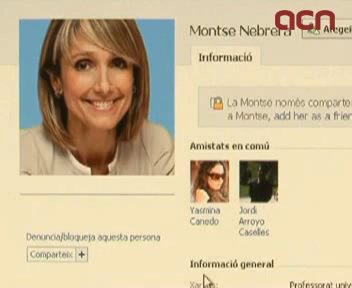 Montse Nebrera
acn
Informació
La Montse només comparteix
a Montse, add her as a frien
Amistats en comú
Yasmina
Canedo
Jordi
Arroyo
Caselles
Denuncia/bloqueja aquesta persona
Comparteix +
Informació general
Professorat univ